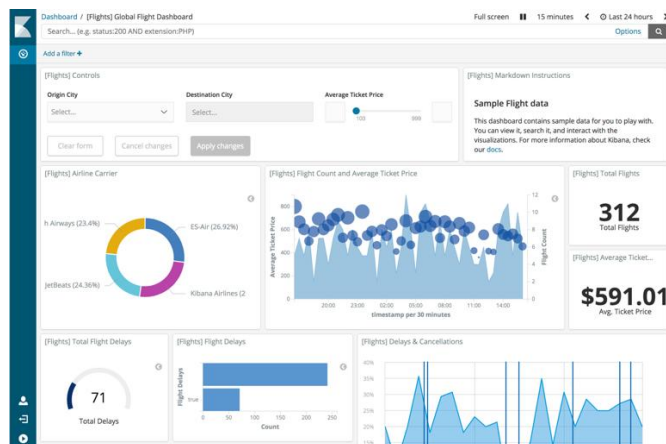 Dashboard / [Flights] Global Flight Dashboard
Full screen 15 minutes Last 24 hours
Search... (e.g. status:200 AND extension:PHP)
Options
Add a filter +
[Flights] Controls
Origin City
Destination City
Average Ticket Price
Select...
Select...
100
Clear form
Cancel changes
Apply changes
[Flights] Markdown Instructions
Sample Flight data
This dashboard contains sample data for you to play with.
You can view it, search it, and interact with the
visualizations. For more information about Kibana, check
our docs.
[Flights] Airline Carrier
h Airways (23.4%)
ES-Air (26.92%)
JetBeats (24.36%)
Kibana Airlines (2
[Flights] Flight Count and Average Ticket Price
Average Ticket Price
800
600
400
200
0
12
10
8
6
4
2
0
Flight Count
20:00 23:00 02:00 05:00 08:00 11:00 14:00
timestamp per 30 minutes
[Flights] Total Flights
312
Total Flights
[Flights] Average Ticket...
$591.01
Avg. Ticket Price
[Flights] Total Flight Delays
71
Total Delays
[Flights] Flight Delays
Flight Delays
true
0 50 100 150 200 250
Count
[Flights] Delays & Cancellations
40%
35%
30%
25%
20%
15%